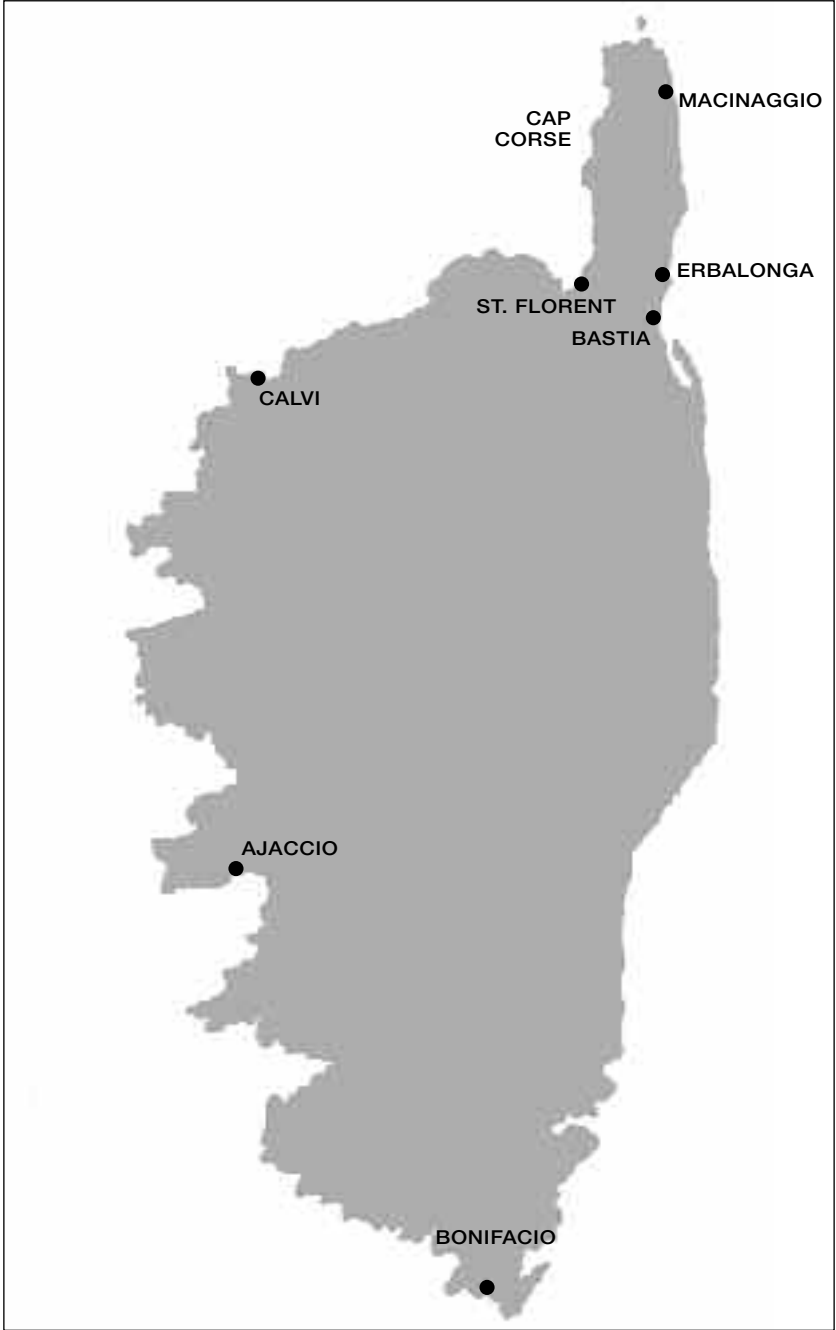 MACINAGGIO
CAP
CORSE
ERBALONGA
ST. FLORENT
BASTIA
CALVI
AJACCIO
BONIFACIO